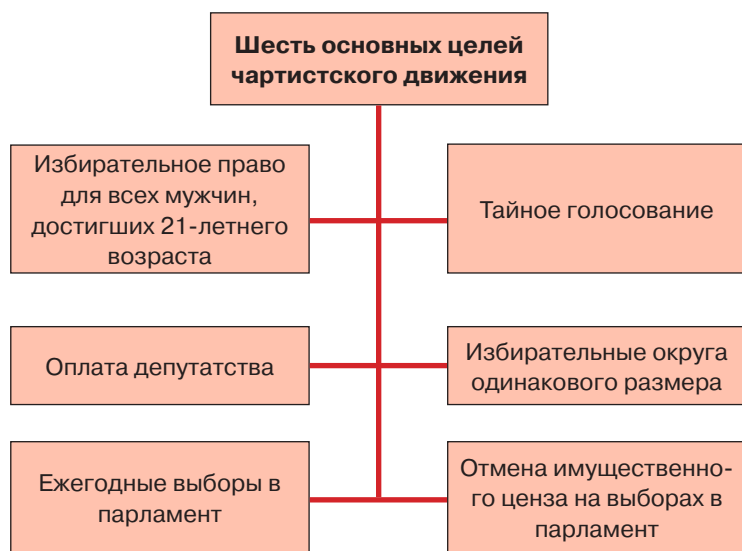 Шесть основных целей
чартистского движения
Избирательное право
для всех мужчин,
достигших 21-летнего
возраста
Тайное голосование
Оплата депутатства
Избирательные округа
одинакового размера
Ежегодные выборы в
парламент
Отмена имущественно-
го ценза на выборах в
парламент